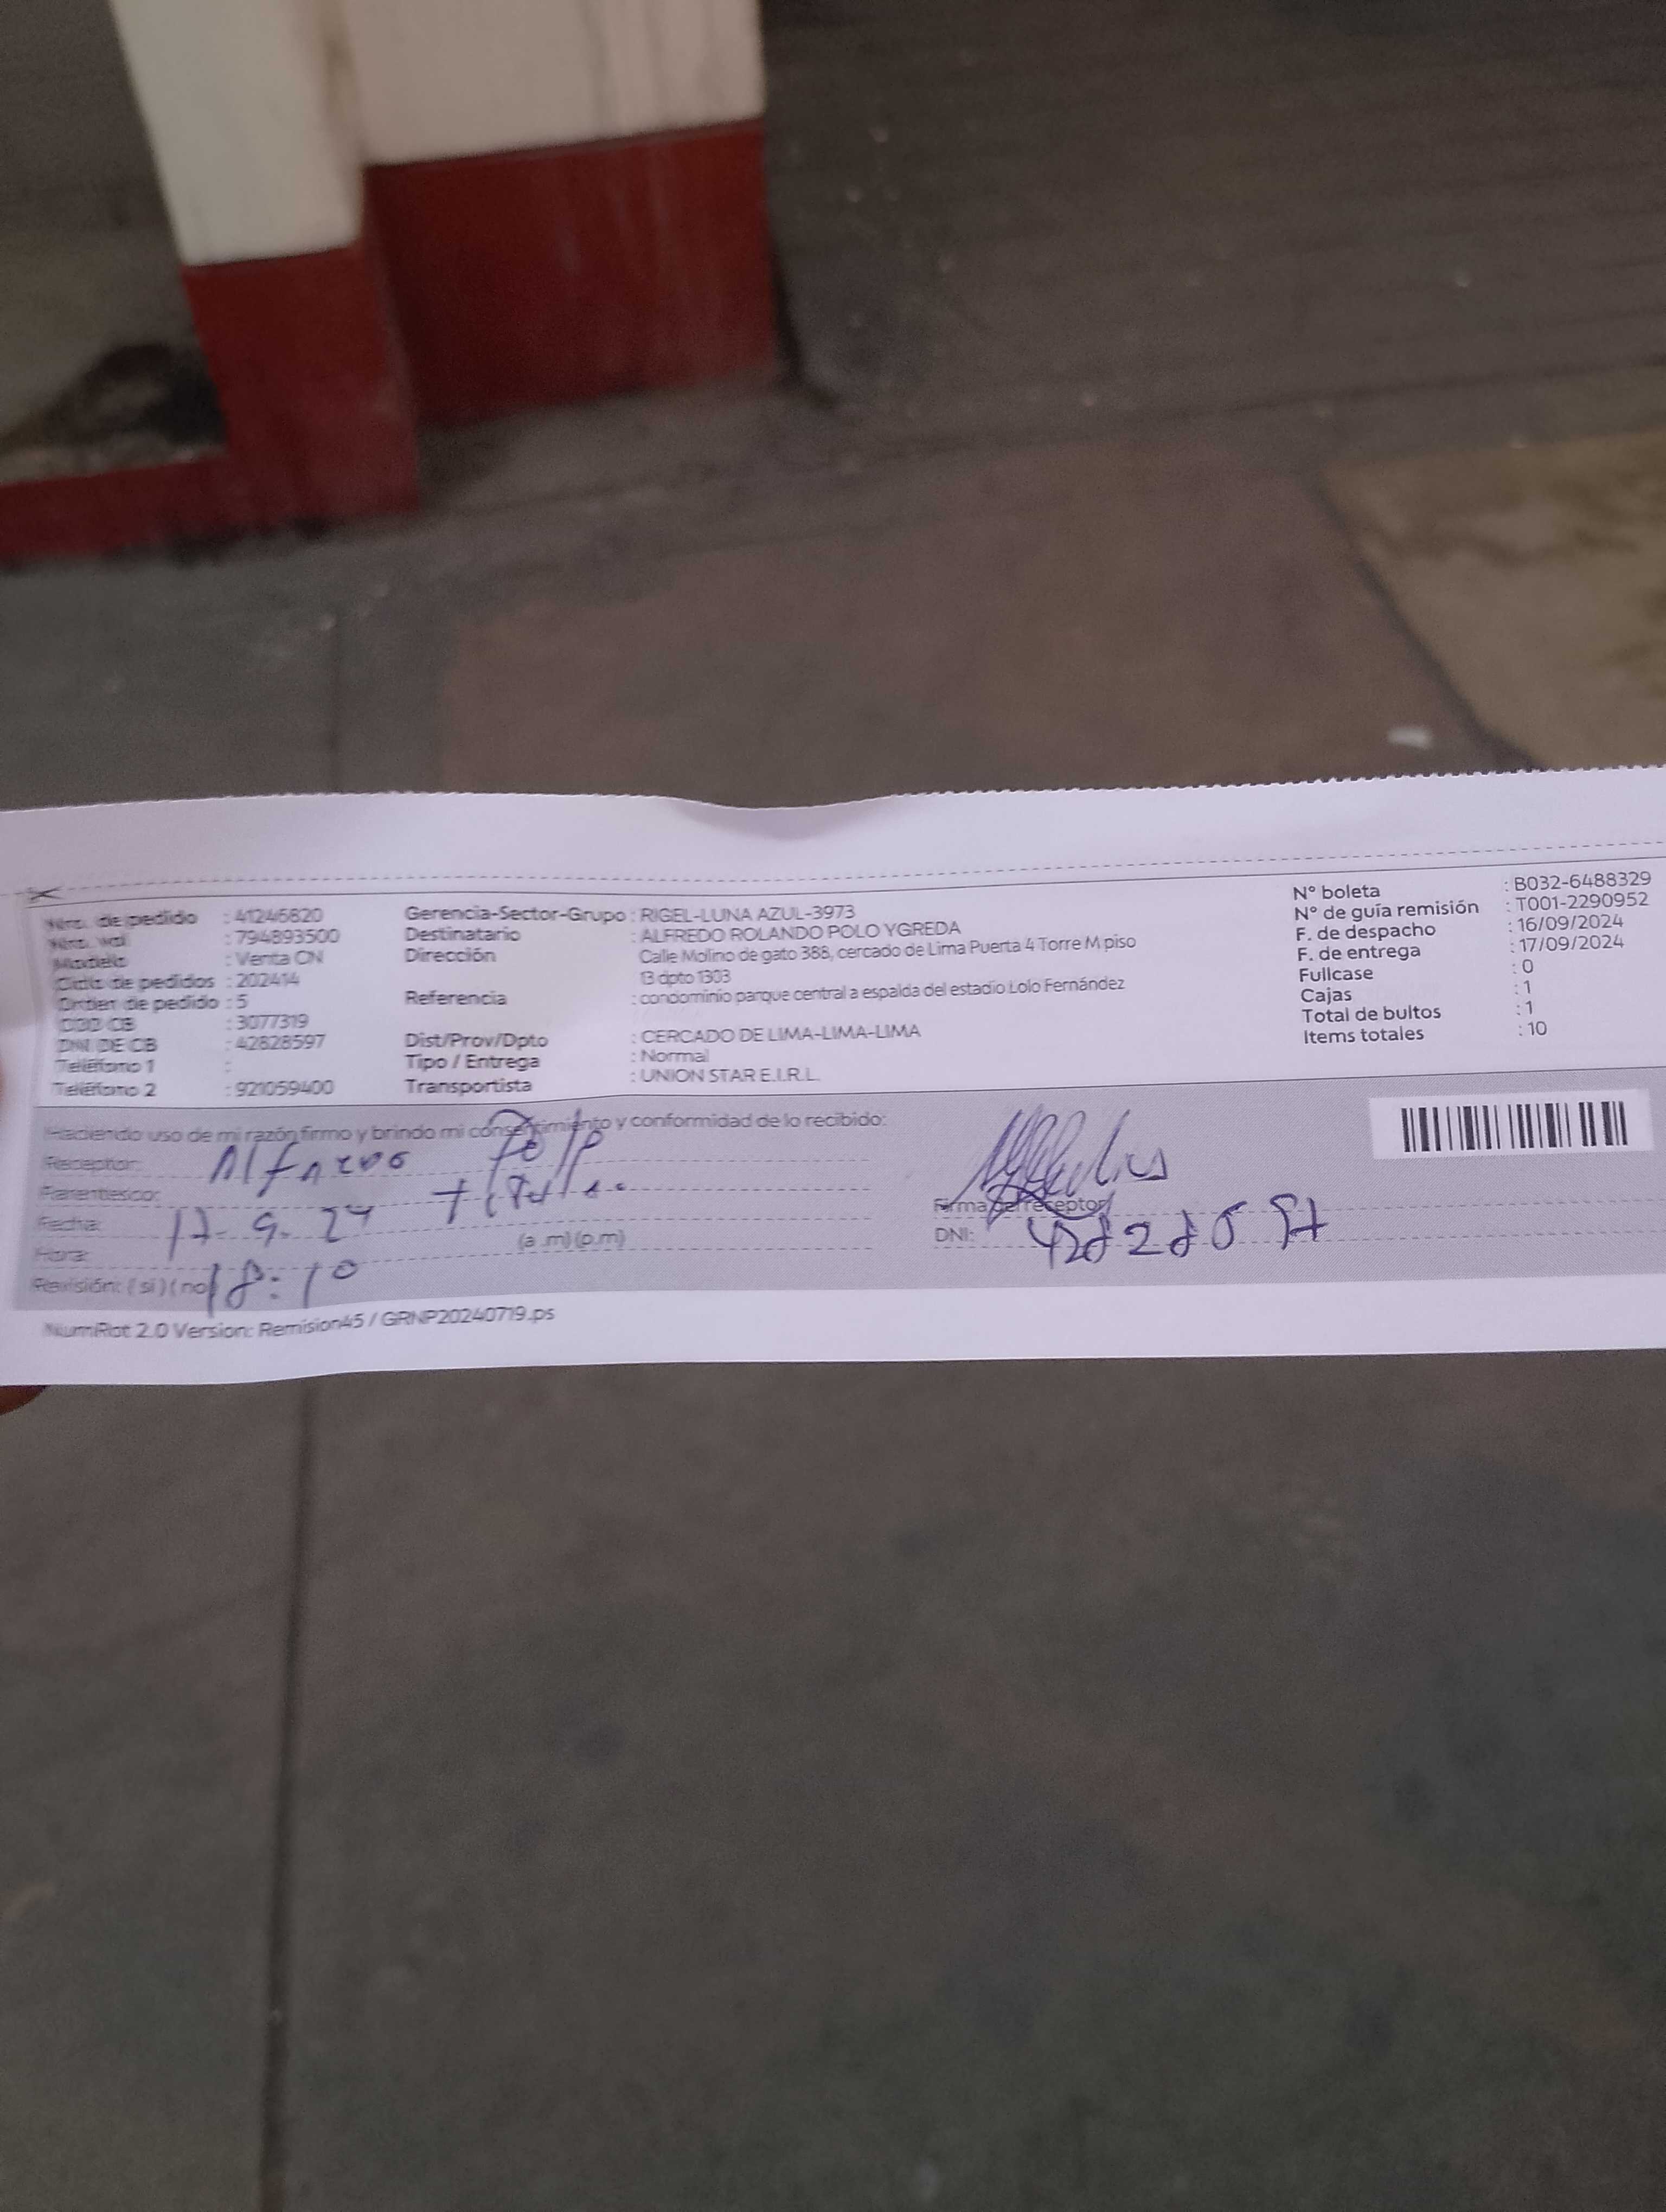 Nro. de pedido : 41246820
Nro. wal : 794893500
Modelo : Venta CN
Ciclo de pedidos : 202414
Orden de pedido : 5
COD CB : 3077319
DNI DE CB : 42828597
Teléfono 1 :
Teléfono 2 : 921059400
Gerencia-Sector-Grupo : RIGEL-LUNA AZUL-3973
Destinatario : ALFREDO ROLANDO POLO YGREDA
Dirección : Calle Molino de gato 388, cercado de Lima Puerta 4 Torre M piso
13 dpto 1303
Referencia : condominio parque central a espalda del estadio Lolo Fernández
Dist/Prov/Dpto : CERCADO DE LIMA-LIMA-LIMA
Tipo / Entrega : Normal
Transportista : UNION STAR E.I.R.L.
N° boleta : B032-6488329
N° de guía remisión : T001-2290952
F. de despacho : 16/09/2024
F. de entrega : 17/09/2024
Fullcase : 0
Cajas : 1
Total de bultos : 1
Items totales : 10
Haciendo uso de mi razón firmo y brindo mi consentimiento y conformidad de lo recibido:
Receptor: Alfredo Polo
Parentesco: titular
Fecha: 17-9-24
Hora: 18:10 (a .m) (p.m)
Revisión: ( si ) ( no
Firma del receptor
DNI: 42828597
NumRot 2.0 Version: Remision45 / GRNP20240719.ps